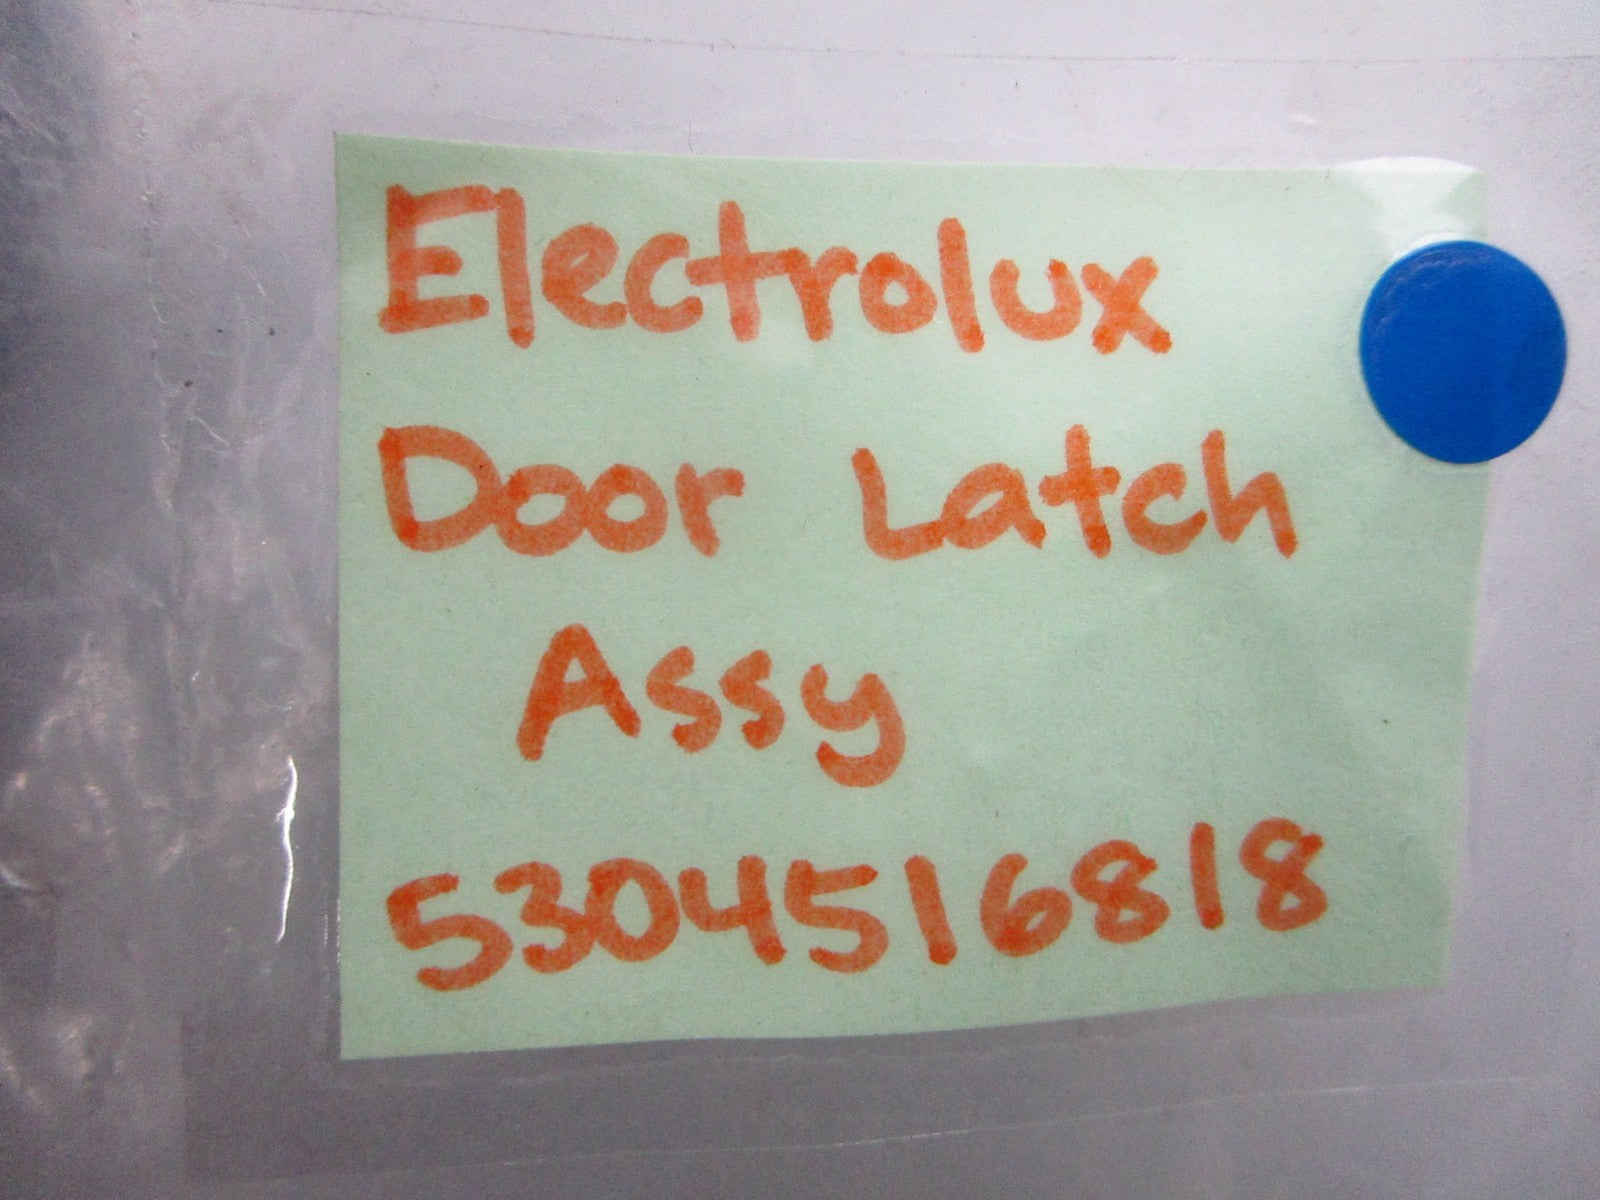 Electrolux
Door Latch
Assy
5304516818